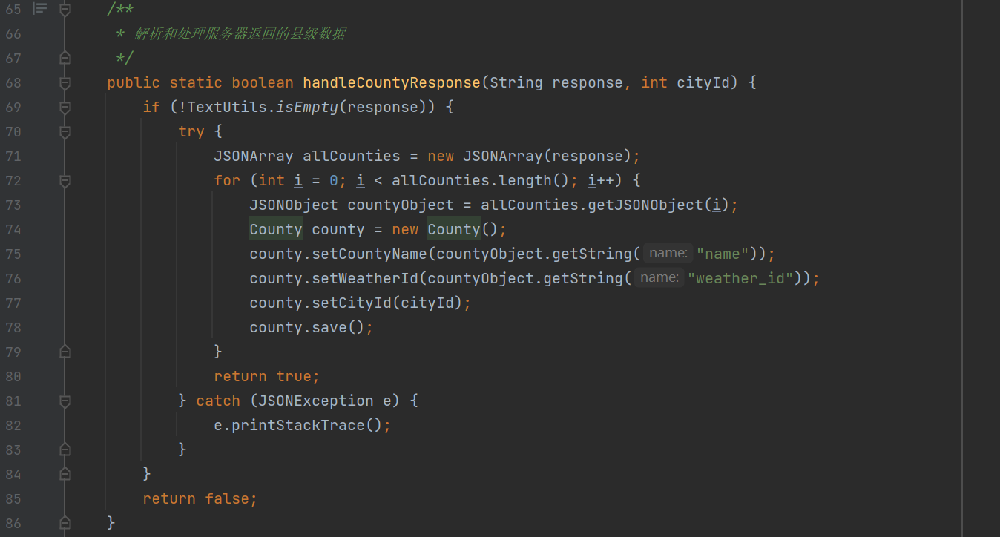 65 /**
66 * 解析和处理服务器返回的县级数据
67 */
68 public static boolean handleCountyResponse(String response, int cityId) {
69 if (!TextUtils.isEmpty(response)) {
70 try {
71 JSONArray allCounties = new JSONArray(response);
72 for (int i = 0; i < allCounties.length(); i++) {
73 JSONObject countyObject = allCounties.getJSONObject(i);
74 County county = new County();
75 county.setCountyName(countyObject.getString( name: "name"));
76 county.setWeatherId(countyObject.getString( name: "weather_id"));
77 county.setCityId(cityId);
78 county.save();
79 }
80 return true;
81 } catch (JSONException e) {
82 e.printStackTrace();
83 }
84 }
85 return false;
86 }